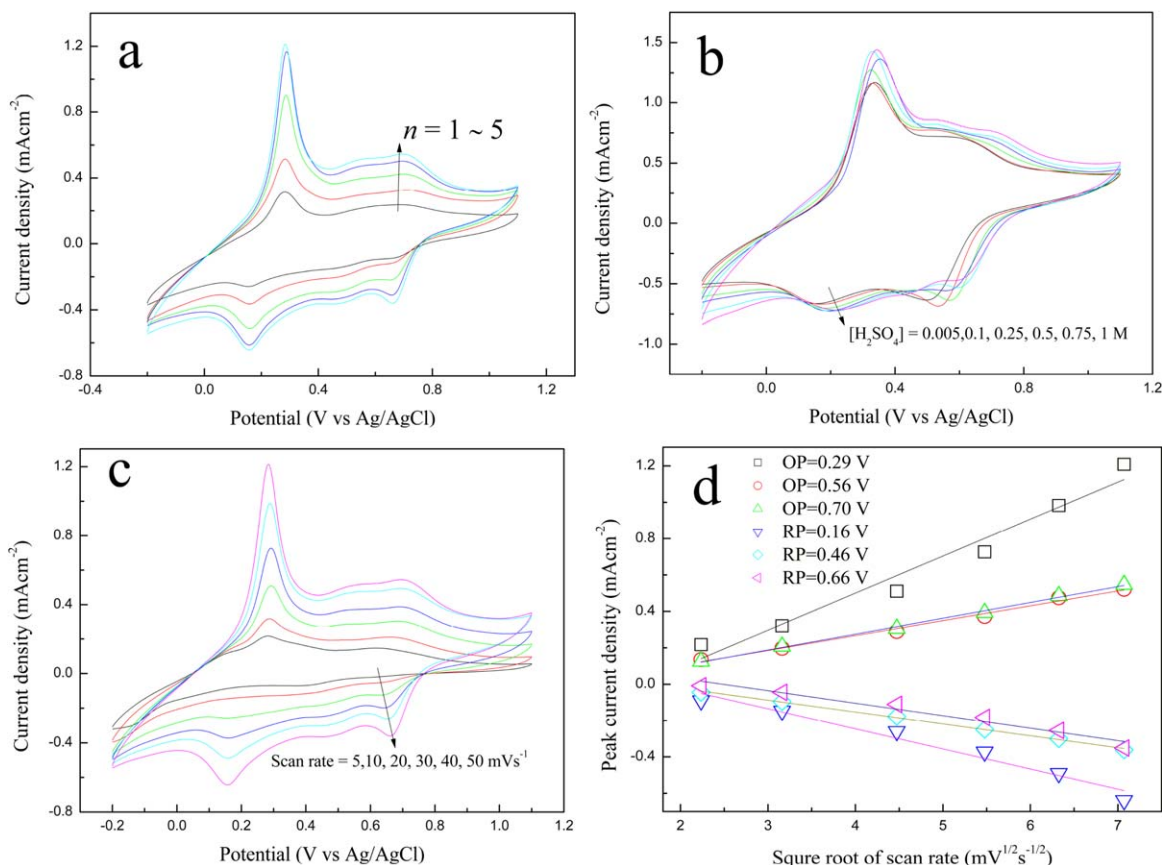 a
n = 1 ~ 5
1.2
0.8
0.4
0.0
-0.4
-0.8
-0.4
0.0
0.4
0.8
1.2
Current density (mAcm-2)
Potential (V vs Ag/AgCl)
b
[H2SO4] = 0.005,0.1, 0.25, 0.5, 0.75, 1 M
1.5
1.0
0.5
0.0
-0.5
-1.0
0.0
0.4
0.8
1.2
Current density (mAcm-2)
Potential (V vs Ag/AgCl)
c
Scan rate = 5,10, 20, 30, 40, 50 mVs-1
1.2
0.8
0.4
0.0
-0.4
-0.8
-0.2
0.0
0.2
0.4
0.6
0.8
1.0
1.2
Current density (mAcm-2)
Potential (V vs Ag/AgCl)
d
OP=0.29 V
OP=0.56 V
OP=0.70 V
RP=0.16 V
RP=0.46 V
RP=0.66 V
1.2
0.8
0.4
0.0
-0.4
2
3
4
5
6
7
Peak current density (mAcm-2)
Squre root of scan rate (mV1/2s-1/2)